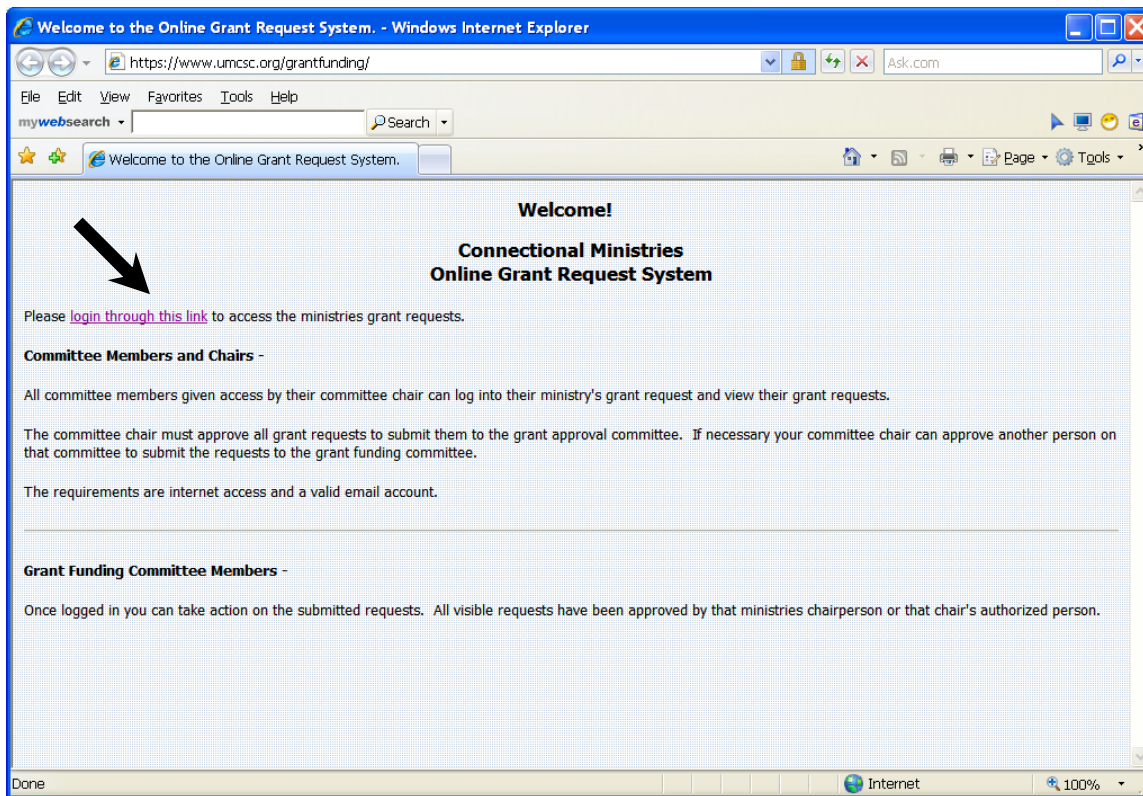 Welcome to the Online Grant Request System. - Windows Internet Explorer
https://www.umcsc.org/grantfunding/
Ask.com
File Edit View Favorites Tools Help
mywebsearch
Search
Welcome to the Online Grant Request System.
Page
Tools
Welcome!
Connectional Ministries
Online Grant Request System
Please login through this link to access the ministries grant requests.
Committee Members and Chairs -
All committee members given access by their committee chair can log into their ministry's grant request and view their grant requests.
The committee chair must approve all grant requests to submit them to the grant approval committee.  If necessary your committee chair can approve another person on
that committee to submit the requests to the grant funding committee.
The requirements are internet access and a valid email account.
Grant Funding Committee Members -
Once logged in you can take action on the submitted requests.  All visible requests have been approved by that ministries chairperson or that chair's authorized person.
Done
Internet
100%